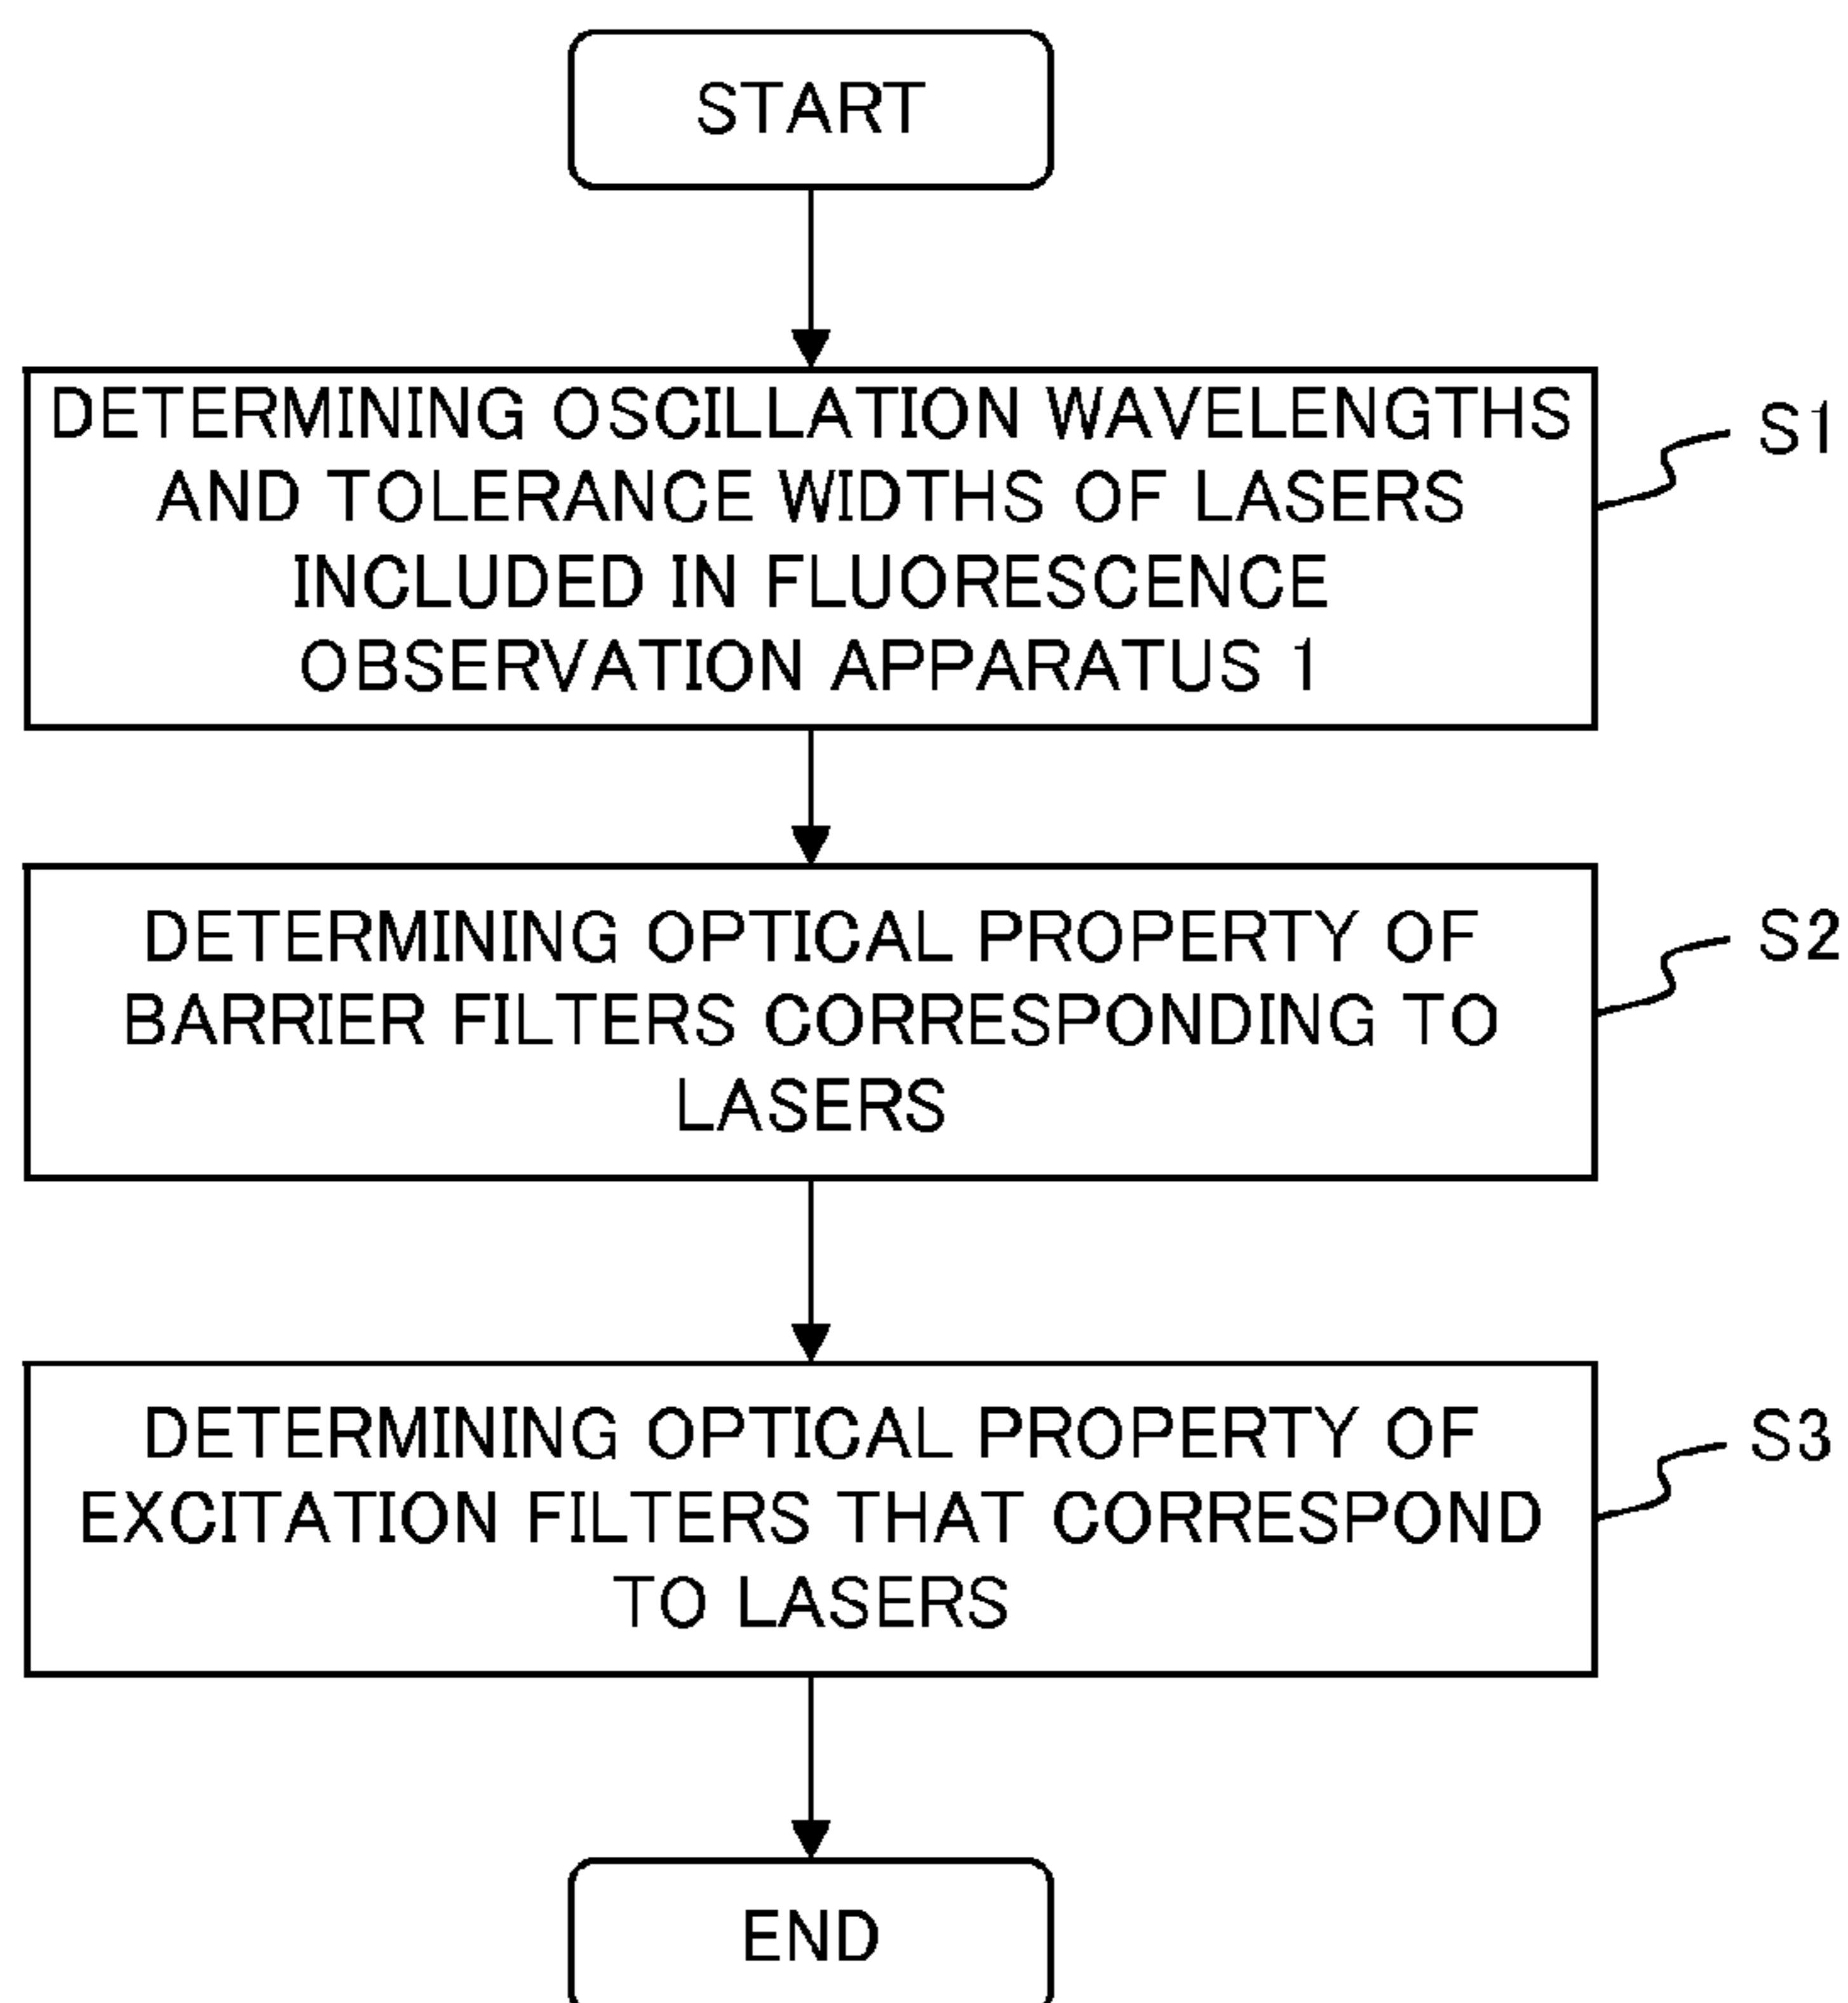 START
DETERMINING OSCILLATION WAVELENGTHS
AND TOLERANCE WIDTHS OF LASERS
INCLUDED IN FLUORESCENCE
OBSERVATION APPARATUS 1
S1
DETERMINING OPTICAL PROPERTY OF
BARRIER FILTERS CORRESPONDING TO
LASERS
S2
DETERMINING OPTICAL PROPERTY OF
EXCITATION FILTERS THAT CORRESPOND
TO LASERS
S3
END